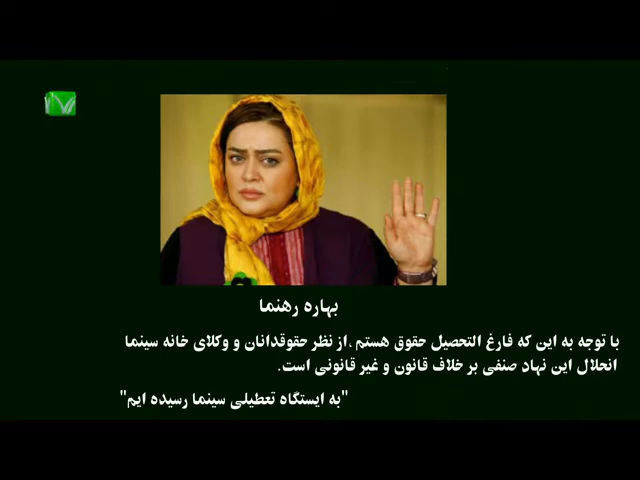 بهاره رهنما
با توجه به این که فارغ التحصیل حقوق هستم ،از نظر حقوقدانان و وکلای خانه سینما
انحلال این نهاد صنفی بر خلاف قانون و غیر قانونی است.
"به ایستگاه تعطیلی سینما رسیده ایم"